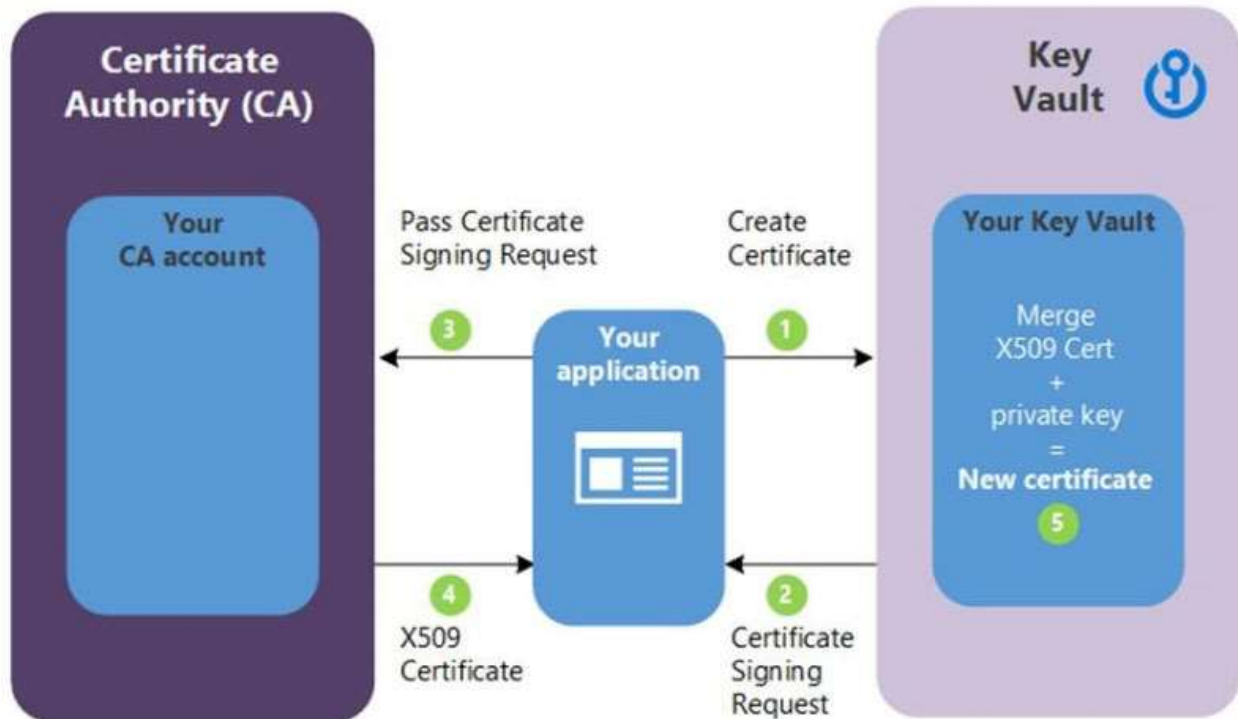 Certificate
Authority (CA)
Your
CA account
Pass Certificate
Signing Request
3
4
X509
Certificate
Your
application
Create
Certificate
1
2
Certificate
Signing
Request
Key
Vault
Your Key Vault
Merge
X509 Cert
+
private key
=
New certificate
5